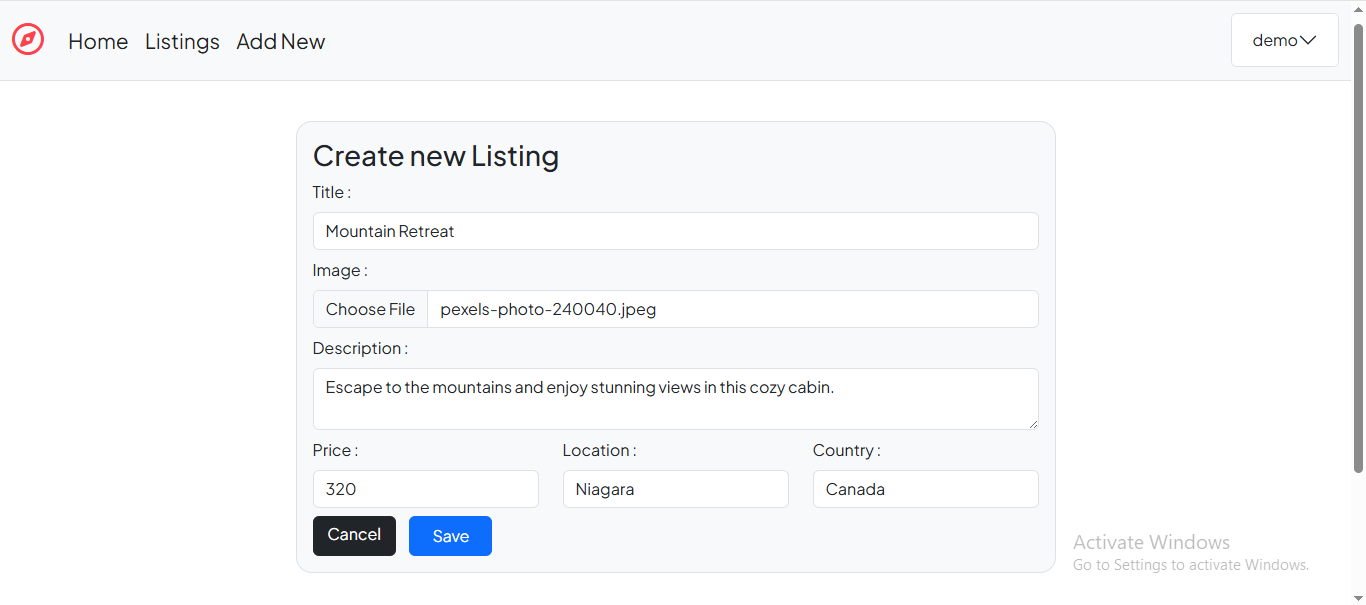 Home Listings Add New demo
Create new Listing
Title :
Mountain Retreat
Image :
Choose File pexels-photo-240040.jpeg
Description :
Escape to the mountains and enjoy stunning views in this cozy cabin.
Price : Location : Country :
320 Niagara Canada
Cancel Save
Activate Windows
Go to Settings to activate Windows.